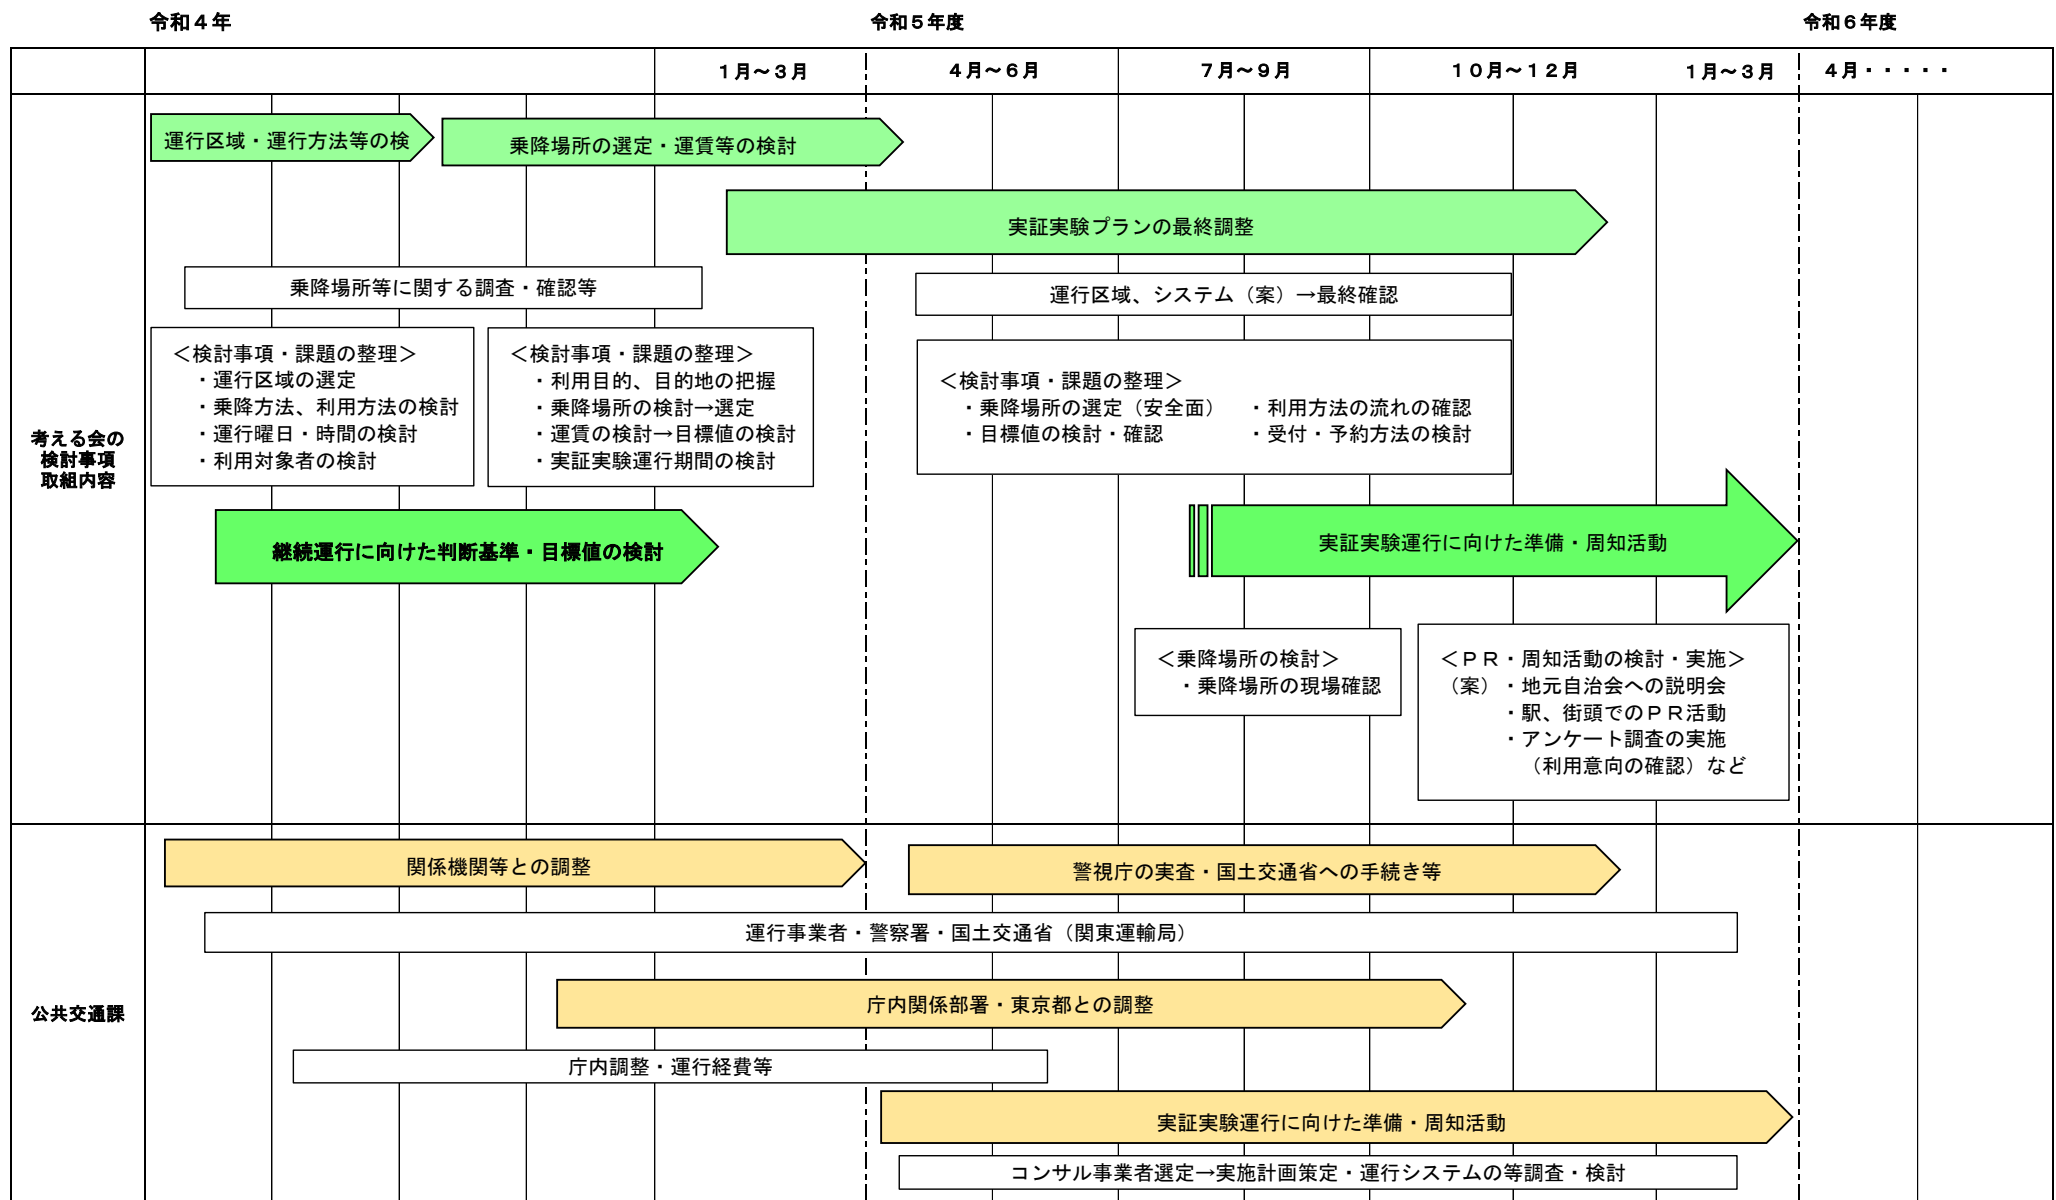 令和４年
令和５年度
令和６年度
１月～３月
４月～６月
７月～９月
１０月～１２月
１月～３月
４月・・・・・
考える会の
検討事項
取組内容
運行区域・運行方法等の検
乗降場所の選定・運賃等の検討
実証実験プランの最終調整
乗降場所等に関する調査・確認等
運行区域、システム（案）→最終確認
＜検討事項・課題の整理＞
・運行区域の選定
・乗降方法、利用方法の検討
・運行曜日・時間の検討
・利用対象者の検討
＜検討事項・課題の整理＞
・利用目的、目的地の把握
・乗降場所の検討→選定
・運賃の検討→目標値の検討
・実証実験運行期間の検討
＜検討事項・課題の整理＞
・乗降場所の選定（安全面）　・利用方法の流れの確認
・目標値の検討・確認　・受付・予約方法の検討
継続運行に向けた判断基準・目標値の検討
実証実験運行に向けた準備・周知活動
＜乗降場所の検討＞
・乗降場所の現場確認
＜ＰＲ・周知活動の検討・実施＞
（案）・地元自治会への説明会
・駅、街頭でのＰＲ活動
・アンケート調査の実施
（利用意向の確認）など
公共交通課
関係機関等との調整
警視庁の実査・国土交通省への手続き等
運行事業者・警察署・国土交通省（関東運輸局）
庁内関係部署・東京都との調整
庁内調整・運行経費等
実証実験運行に向けた準備・周知活動
コンサル事業者選定→実施計画策定・運行システムの等調査・検討